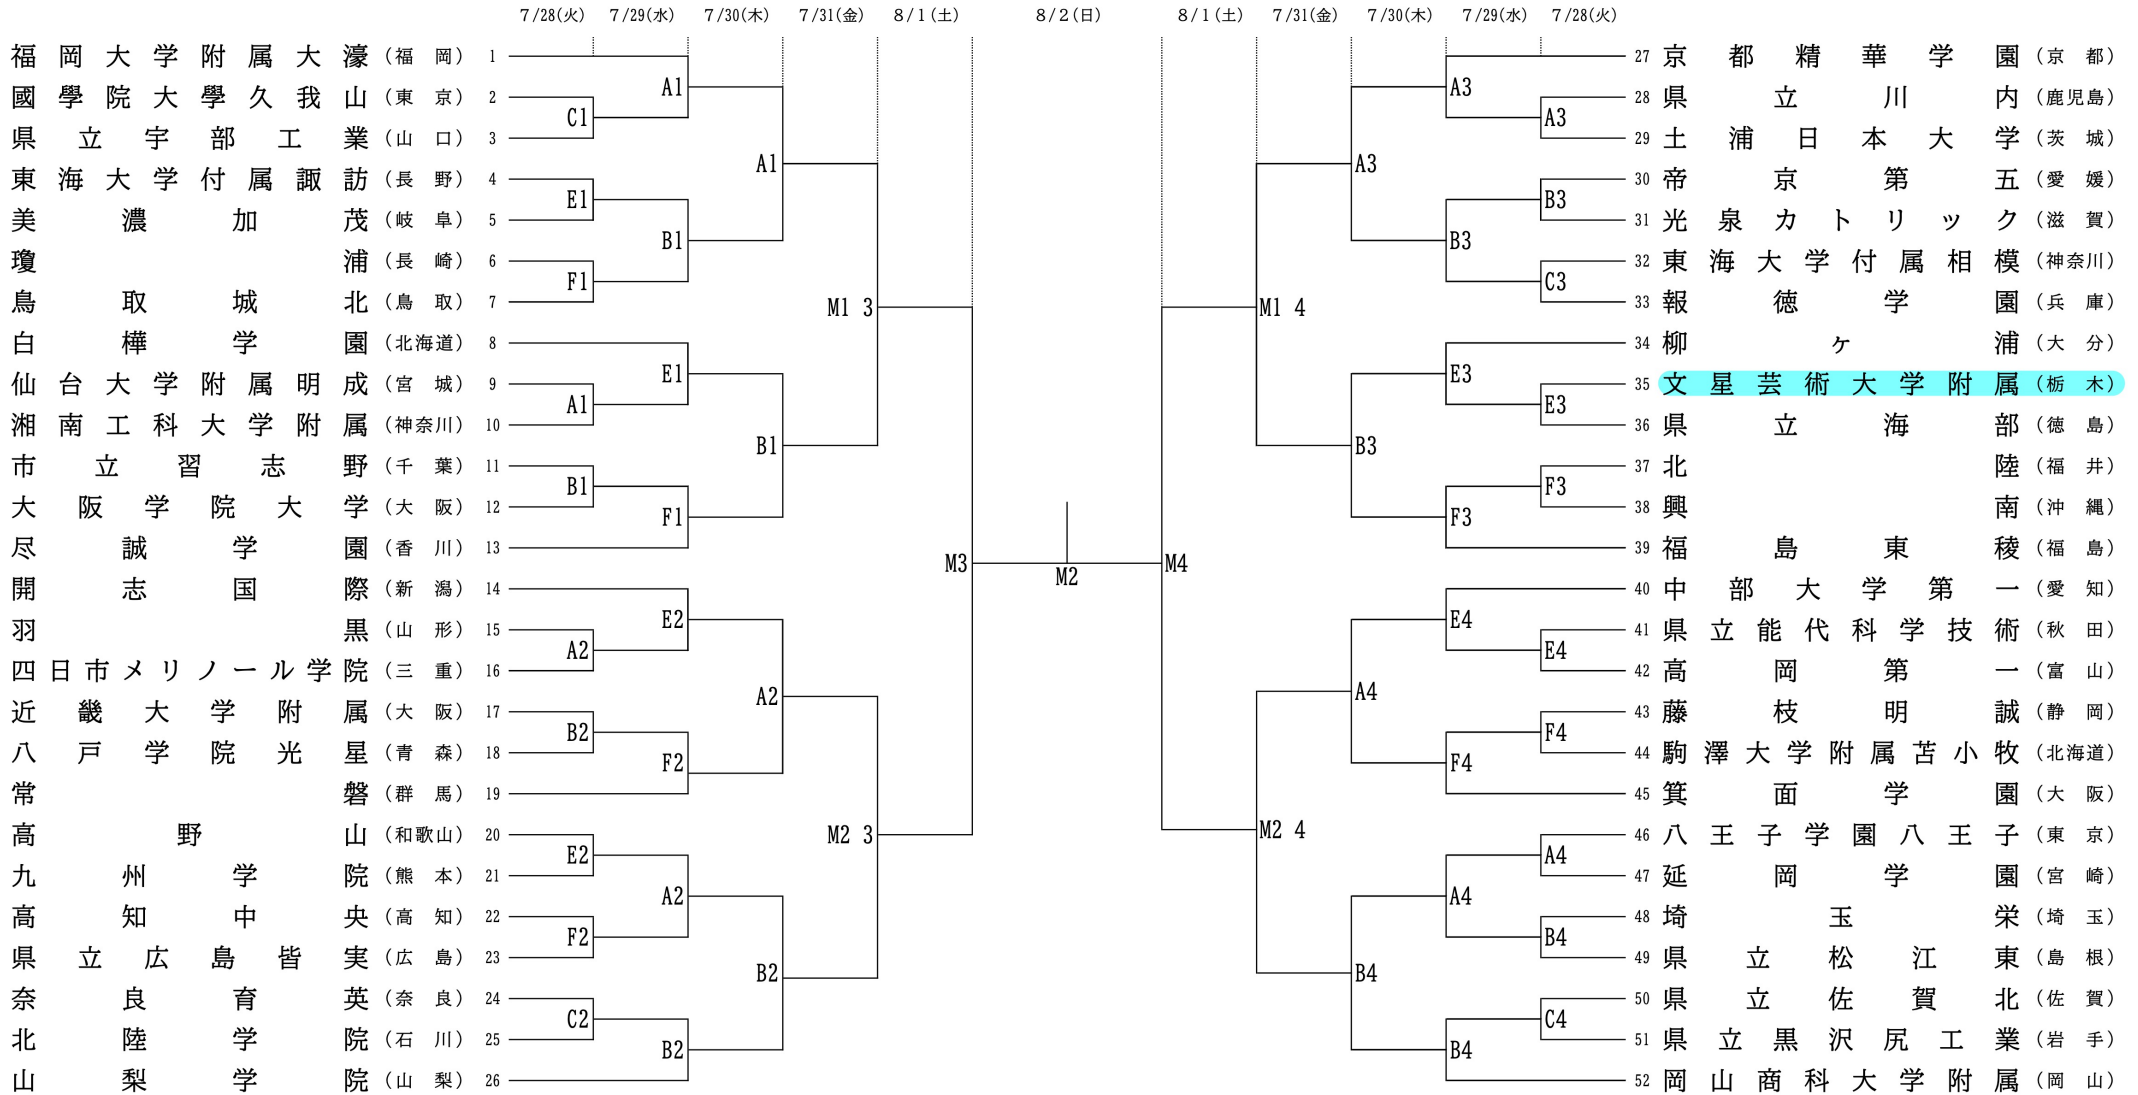 7/28(火) 7/29(水) 7/30(木) 7/31(金) 8/1(土) 8/2(日) 8/1(土) 7/31(金) 7/30(木) 7/29(水) 7/28(火)
福岡大学附属大濠(福岡) 1
國學院大學久我山(東京) 2
県立宇部工業(山口) 3
東海大学付属諏訪(長野) 4
美濃加茂(岐阜) 5
瓊浦(長崎) 6
鳥取城北(鳥取) 7
白樺学園(北海道) 8
仙台大学附属明成(宮城) 9
湘南工科大学附属(神奈川) 10
市立習志野(千葉) 11
大阪学院大学(大阪) 12
尽誠学園(香川) 13
開志国際(新潟) 14
羽黒(山形) 15
四日市メリノール学院(三重) 16
近畿大学附属(大阪) 17
八戸学院光星(青森) 18
常磐(群馬) 19
高野山(和歌山) 20
九州学院(熊本) 21
高知中央(高知) 22
県立広島皆実(広島) 23
奈良育英(奈良) 24
北陸学院(石川) 25
山梨学院(山梨) 26
C1
E1
F1
A1
B1
A2
B2
E2
F2
C2
A1
B1
E1
F1
E2
F2
A2
B2
A1
B1
A2
B2
M1 3
M2 3
M3
M2
M4
M1 4
M2 4
A3
B3
A4
B4
A3
B3
E3
F3
E4
F4
A4
B4
A3
B3
C3
E3
F3
E4
F4
A4
B4
C4
27 京都精華学園(京都)
28 県立川内(鹿児島)
29 土浦日本大学(茨城)
30 帝京第五(愛媛)
31 光泉カトリック(滋賀)
32 東海大学付属相模(神奈川)
33 報徳学園(兵庫)
34 柳ヶ浦(大分)
35 文星芸術大学附属(栃木)
36 県立海部(徳島)
37 北陸(福井)
38 興南(沖縄)
39 福島東稜(福島)
40 中部大学第一(愛知)
41 県立能代科学技術(秋田)
42 高岡第一(富山)
43 藤枝明誠(静岡)
44 駒澤大学附属苫小牧(北海道)
45 箕面学園(大阪)
46 八王子学園八王子(東京)
47 延岡学園(宮崎)
48 埼玉栄(埼玉)
49 県立松江東(島根)
50 県立佐賀北(佐賀)
51 県立黒沢尻工業(岩手)
52 岡山商科大学附属(岡山)